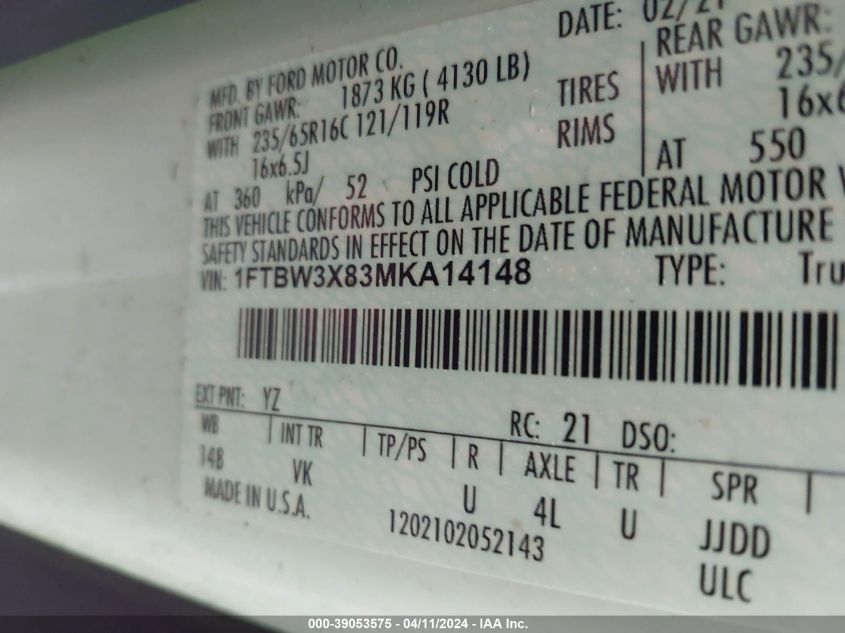 DATE: 02/21
MFD. BY FORD MOTOR CO.
FRONT GAWR: 1873 KG ( 4130 LB)
WITH 235/65R16C 121/119R TIRES
16x6.5J RIMS
AT 360 kPa/ 52 PSI COLD
REAR GAWR:
WITH 235/
16x6
AT 550
THIS VEHICLE CONFORMS TO ALL APPLICABLE FEDERAL MOTOR V
SAFETY STANDARDS IN EFFECT ON THE DATE OF MANUFACTURE
VIN: 1FTBW3X83MKA14148 TYPE: Tru
EXT PNT: YZ RC: 21 DSO:
WB INT TR TP/PS R AXLE TR SPR
148 VK U 4L U JJDD
MADE IN U.S.A. 1202102052143 ULC
000-39053575 - 04/11/2024 - IAA Inc.